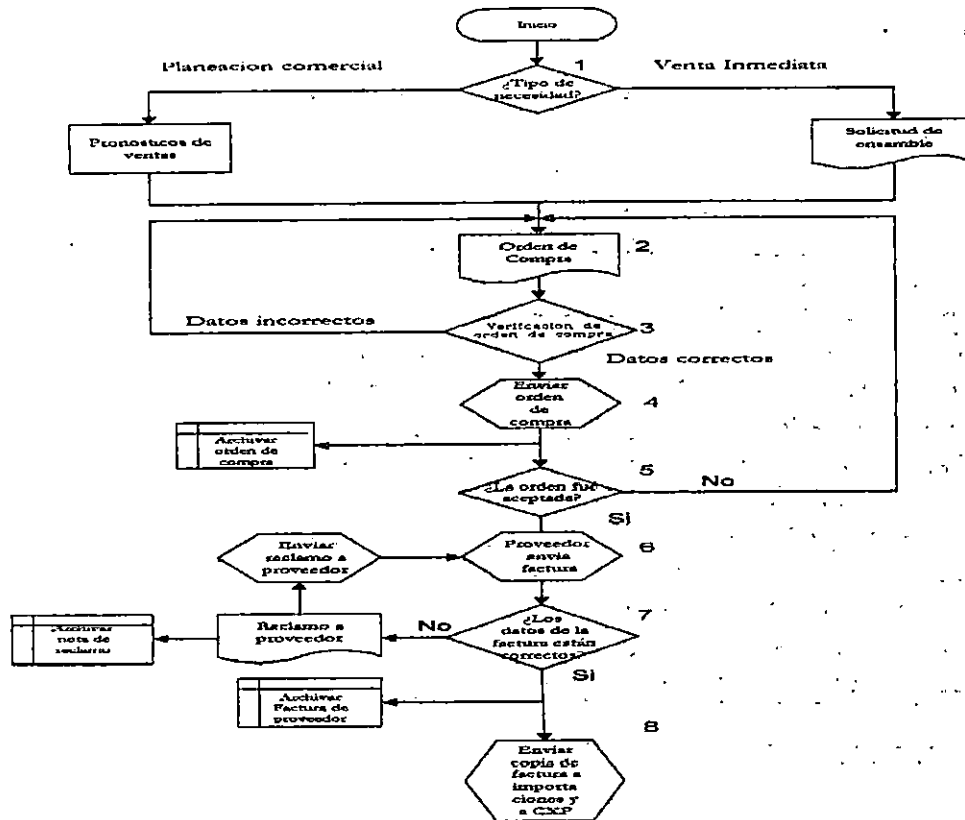 Inicio
Planeacion comercial
1
Venta Inmediata
¿Tipo de
necesidad?
Pronosticos de
ventas
Solicitud de
ensamble
Orden de
Compra
2
Datos incorrectos
Verificacion de
orden de compra
3
Datos correctos
Enviar
orden
de
compra
4
Archivar
orden de
compra
5
¿La orden fue
aceptada?
No
Si
6
Enviar
reclamo a
proveedor
Proveedor
envia
factura
7
Archivar
nota de
reclamo
Reclamo a
proveedor
No
¿Los
datos de la
factura están
correctos?
Si
Archivar
Factura de
proveedor
8
Enviar
copia de
factura a
importa
ciones y
a CXP